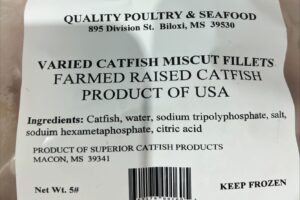 QUALITY POULTRY & SEAFOOD
895 Division St. Biloxi, MS 39530
VARIED CATFISH MISCUT FILLETS
FARMED RAISED CATFISH
PRODUCT OF USA
Ingredients: Catfish, water, sodium tripolyphosphate, salt,
soduim hexametaphosphate, citric acid
PRODUCT OF SUPERIOR CATFISH PRODUCTS
MACON, MS 39341
Net Wt. 5#
KEEP FROZEN